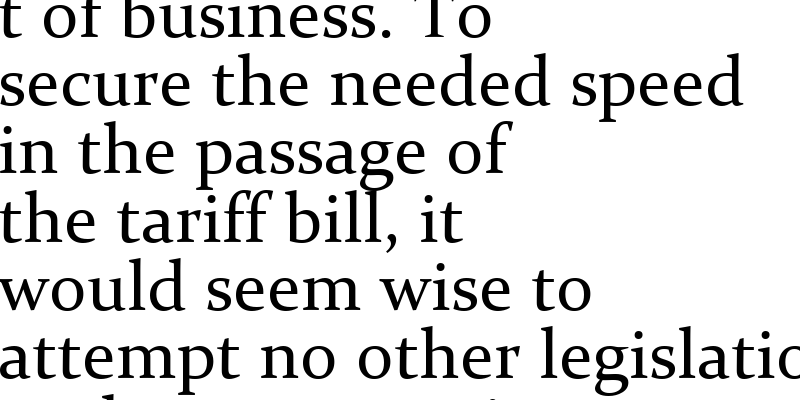 t of business. To
secure the needed speed
in the passage of
the tariff bill, it
would seem wise to
attempt no other legislatio